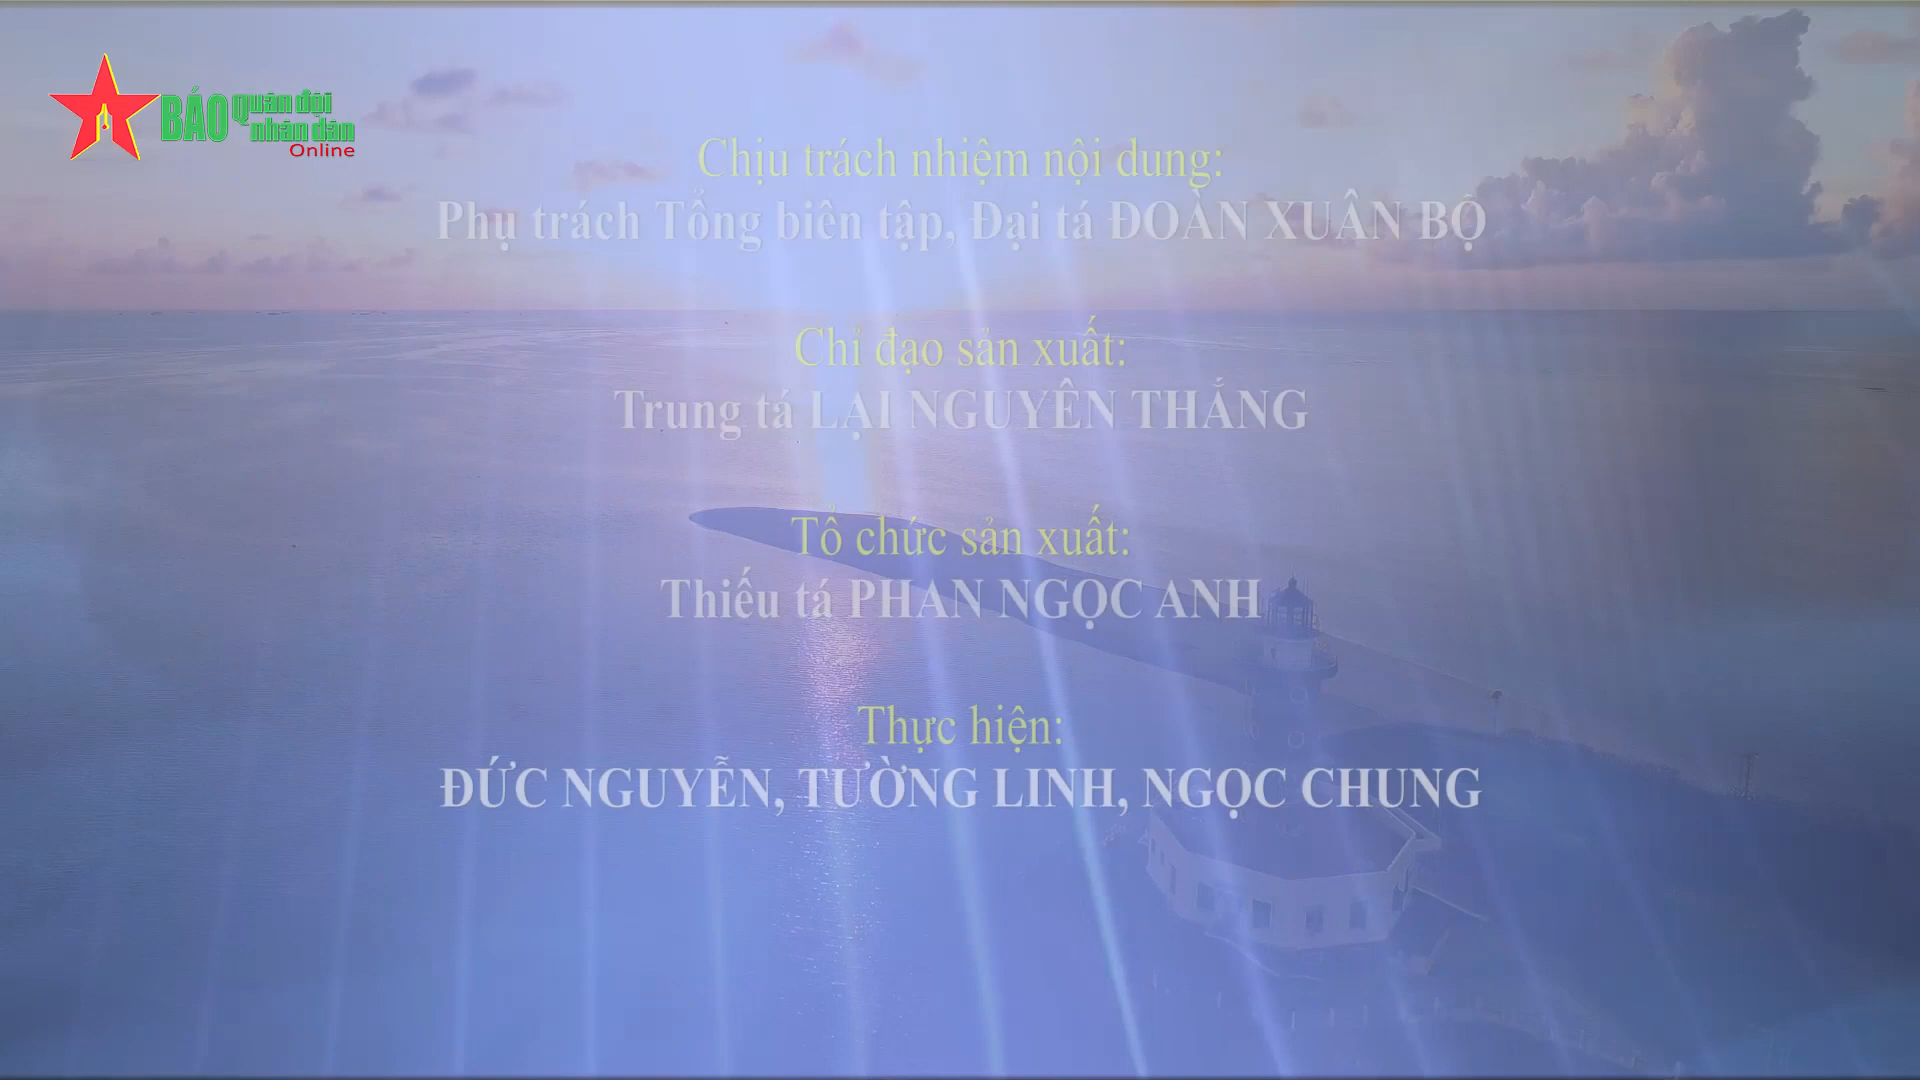 BÁO Quân đội
nhân dân
Online
Chịu trách nhiệm nội dung:
Phụ trách Tổng biên tập, Đại tá ĐOÀN XUÂN BỘ
Chỉ đạo sản xuất:
Trung tá LẠI NGUYÊN THẮNG
Tổ chức sản xuất:
Thiếu tá PHAN NGỌC ANH
Thực hiện:
ĐỨC NGUYỄN, TƯỜNG LINH, NGỌC CHUNG